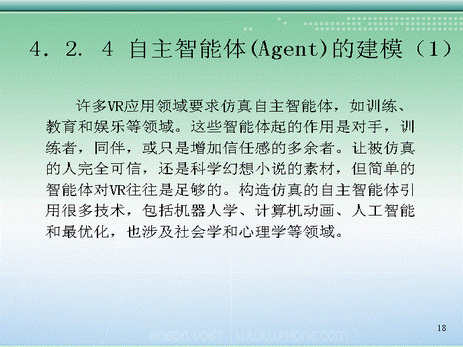 4. 2. 4 自主智能体(Agent)的建模（1）
许多VR应用领域要求仿真自主智能体，如训练、
教育和娱乐等领域。这些智能体起的作用是对手，训
练者，同伴，或只是增加信任感的多余者。让被仿真
的人完全可信，还是科学幻想小说的素材，但简单的
智能体对VR往往是足够的。构造仿真的自主智能体引
用很多技术，包括机器人学、计算机动画、人工智能
和最优化，也涉及社会学和心理学等领域。
18